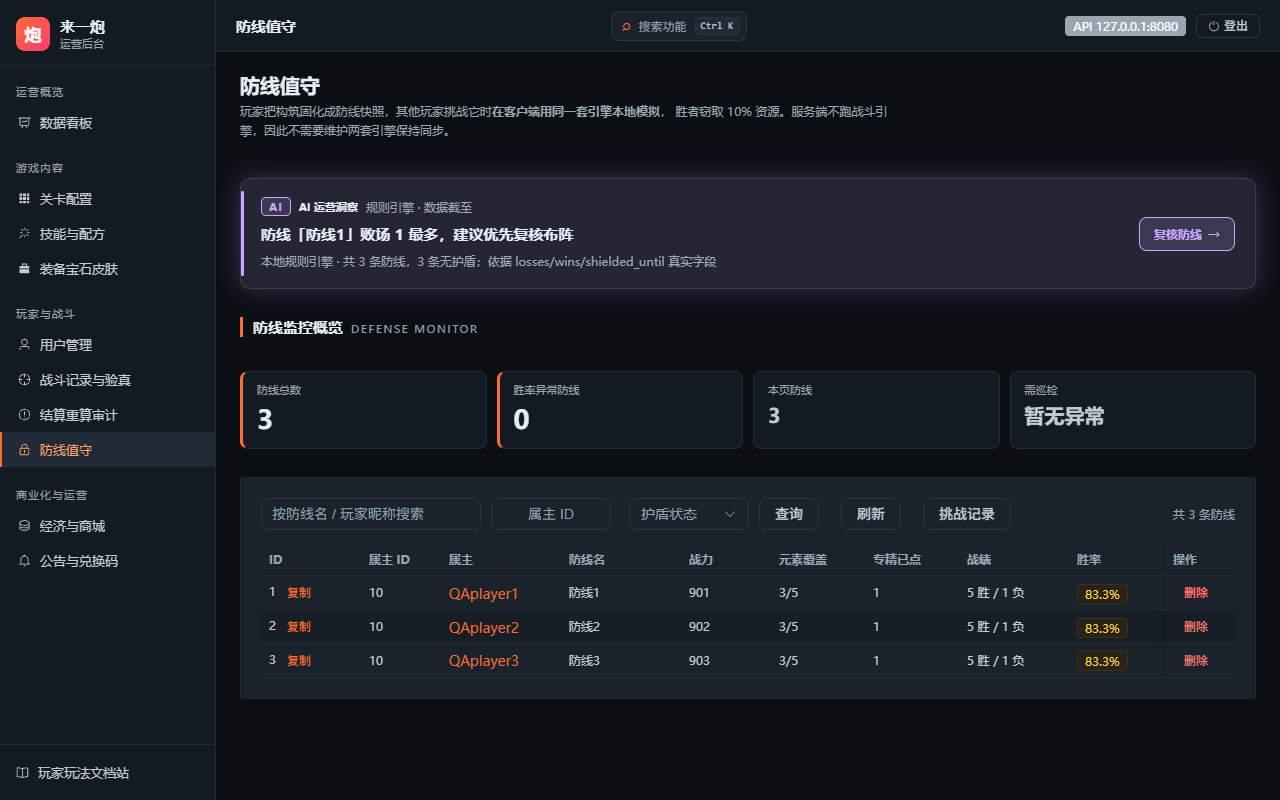 炮
来一炮
运营后台
防线值守
搜索功能 Ctrl K
API 127.0.0.1:8080
登出
运营概览
数据看板
游戏内容
关卡配置
技能与配方
装备宝石皮肤
玩家与战斗
用户管理
战斗记录与验真
结算重算审计
防线值守
商业化与运营
经济与商城
公告与兑换码
玩家玩法文档站
防线值守
玩家把构筑固化成防线快照，其他玩家挑战它时在客户端用同一套引擎本地模拟， 胜者窃取 10% 资源。服务端不跑战斗引
擎，因此不需要维护两套引擎保持同步。
AI AI 运营洞察 规则引擎 · 数据截至
防线「防线1」败场 1 最多，建议优先复核布阵
本地规则引擎 · 共 3 条防线，3 条无护盾；依据 losses/wins/shielded_until 真实字段
复核防线 →
防线监控概览 DEFENSE MONITOR
防线总数
3
胜率异常防线
0
本页防线
3
需巡检
暂无异常
按防线名 / 玩家昵称搜索 属主 ID 护盾状态 查询 刷新 挑战记录 共 3 条防线
ID 属主 ID 属主 防线名 战力 元素覆盖 专精已点 战绩 胜率 操作
1 复制 10 QAplayer1 防线1 901 3/5 1 5 胜 / 1 负 83.3% 删除
2 复制 10 QAplayer2 防线2 902 3/5 1 5 胜 / 1 负 83.3% 删除
3 复制 10 QAplayer3 防线3 903 3/5 1 5 胜 / 1 负 83.3% 删除